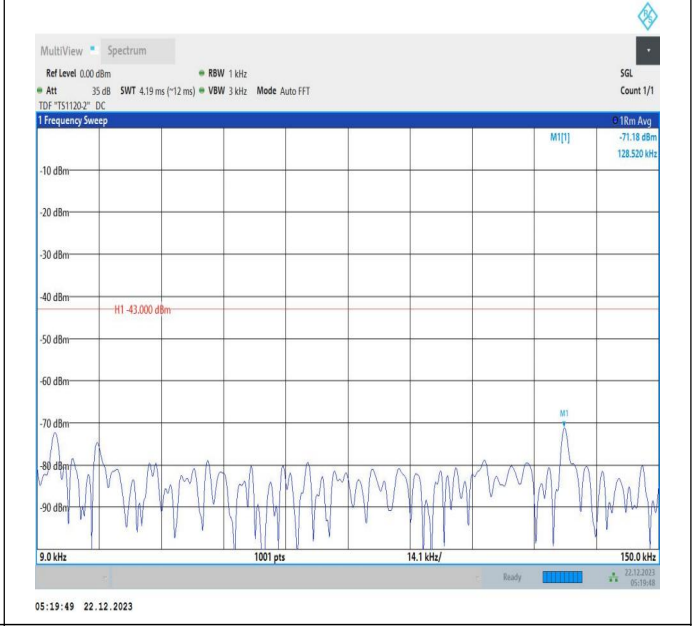 R&S
MultiView Spectrum
Ref Level 0.00 dBm RBW 1 kHz SGL
Att 35 dB SWT 4.19 ms (~12 ms) VBW 3 kHz Mode Auto FFT Count 1/1
TDF "TS1120-2" DC
1 Frequency Sweep 1Rm Avg
M1[1] -71.18 dBm
128.520 kHz
-10 dBm
-20 dBm
-30 dBm
-40 dBm
H1 -43.000 dBm
-50 dBm
-60 dBm
M1
-70 dBm
-80 dBm
-90 dBm
9.0 kHz 1001 pts 14.1 kHz/ 150.0 kHz
Ready 22.12.2023
05:19:48
05:19:49 22.12.2023